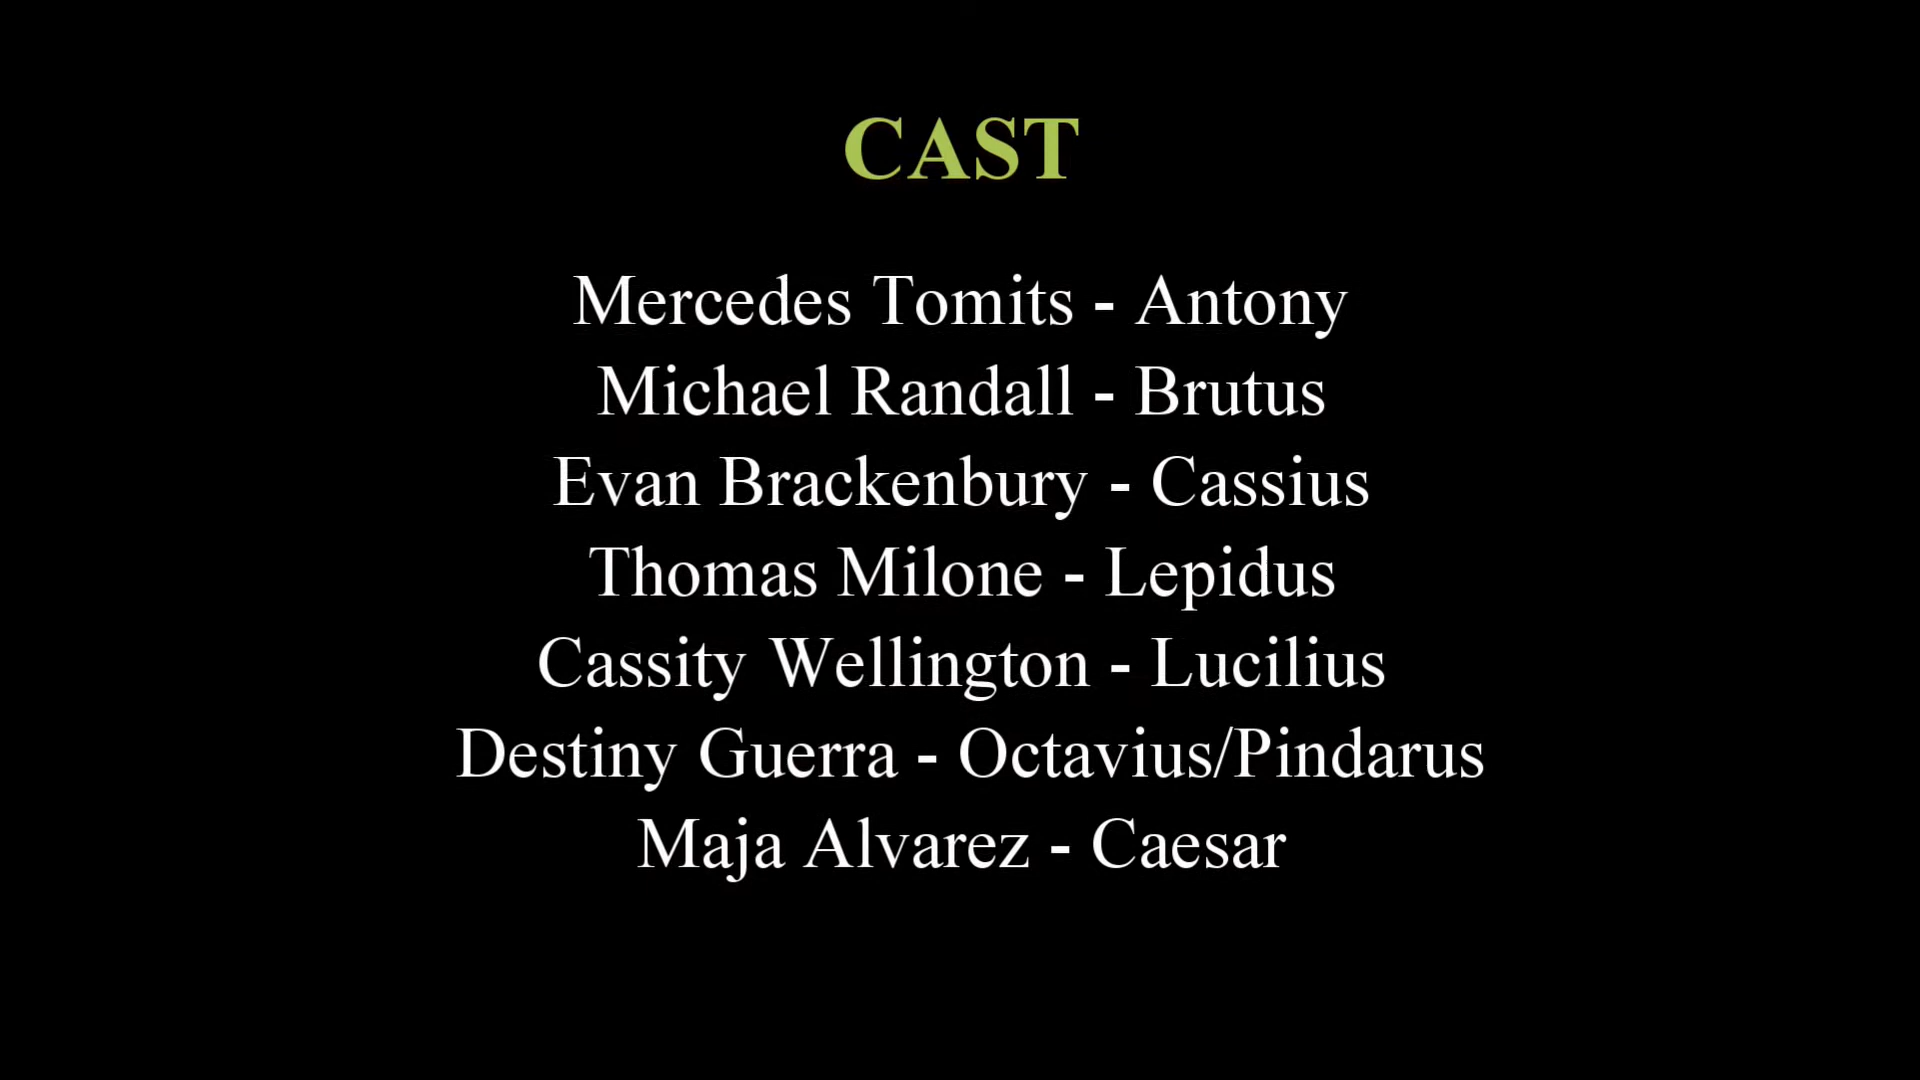 CAST
Mercedes Tomits - Antony
Michael Randall - Brutus
Evan Brackenbury - Cassius
Thomas Milone - Lepidus
Cassity Wellington - Lucilius
Destiny Guerra - Octavius/Pindarus
Maja Alvarez - Caesar